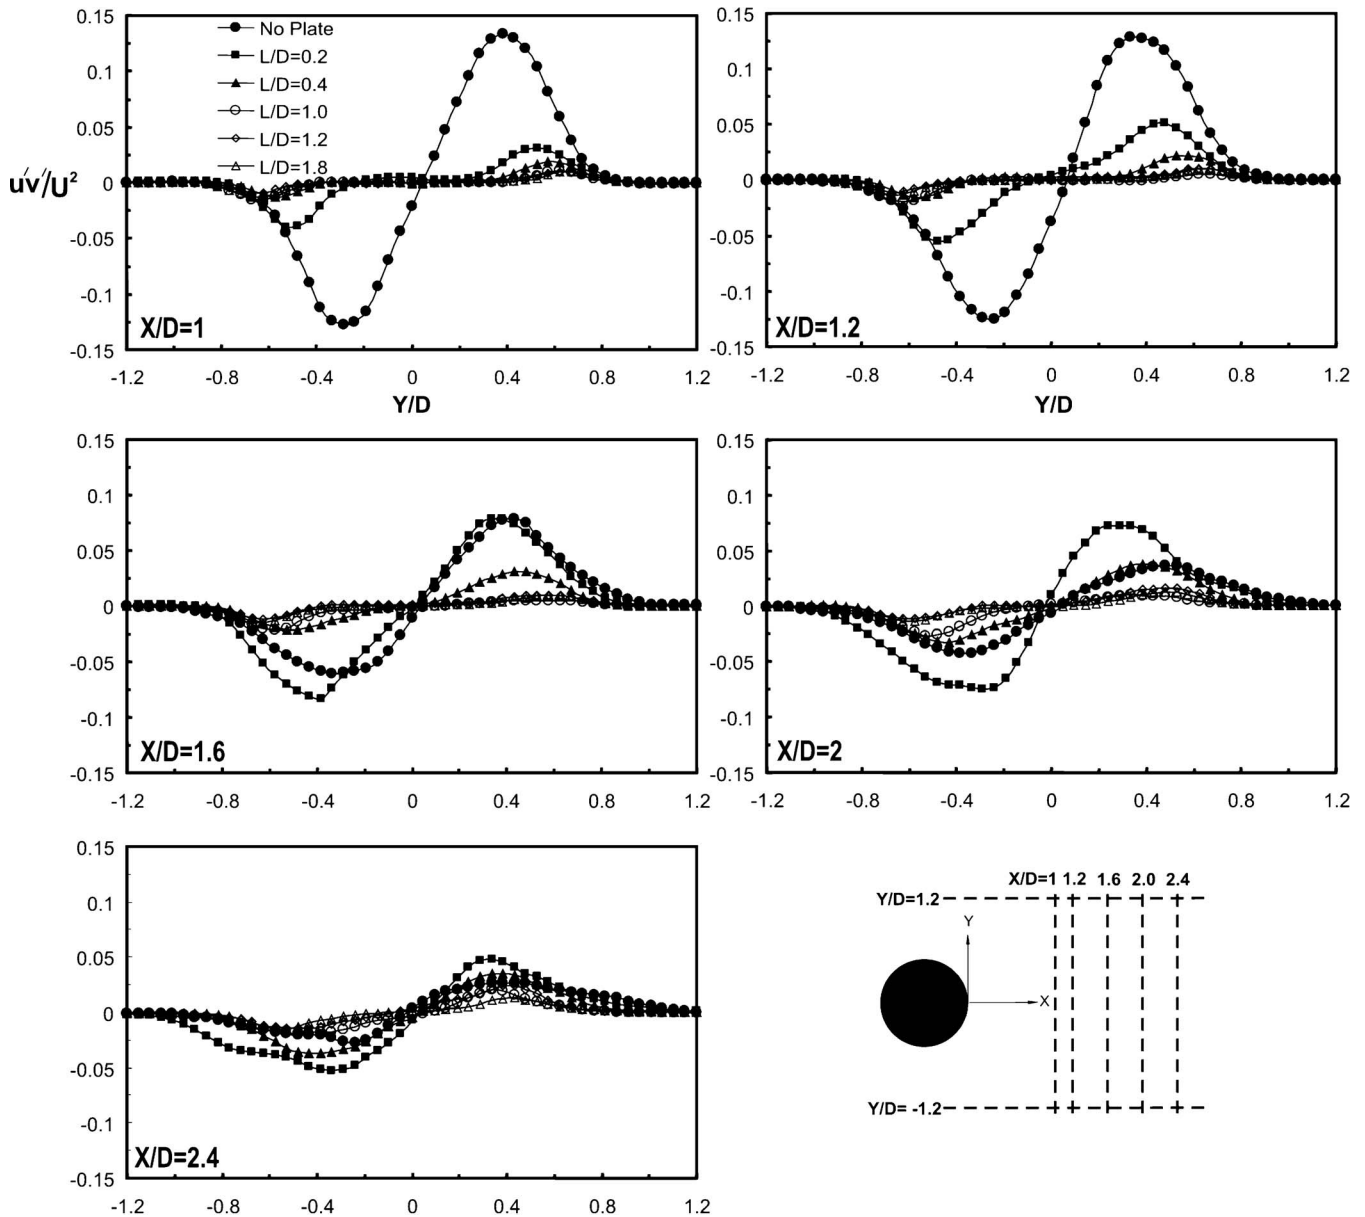 0.15
No Plate
L/D=0.2
0.1
L/D=0.4
L/D=1.0
0.05
L/D=1.2
L/D=1.8
u′v′/U²
0
-0.05
-0.1
X/D=1
-0.15
-1.2 -0.8 -0.4 0 0.4 0.8 1.2
Y/D
0.15
0.1
0.05
0
-0.05
-0.1
X/D=1.2
-0.15
-1.2 -0.8 -0.4 0 0.4 0.8 1.2
Y/D
0.15
0.1
0.05
0
-0.05
-0.1
X/D=1.6
-0.15
-1.2 -0.8 -0.4 0 0.4 0.8 1.2
0.15
0.1
0.05
0
-0.05
-0.1
X/D=2
-0.15
-1.2 -0.8 -0.4 0 0.4 0.8 1.2
0.15
0.1
0.05
0
-0.05
-0.1
X/D=2.4
-0.15
-1.2 -0.8 -0.4 0 0.4 0.8 1.2
X/D=1 1.2 1.6 2.0 2.4
Y/D=1.2
Y
X
Y/D= -1.2